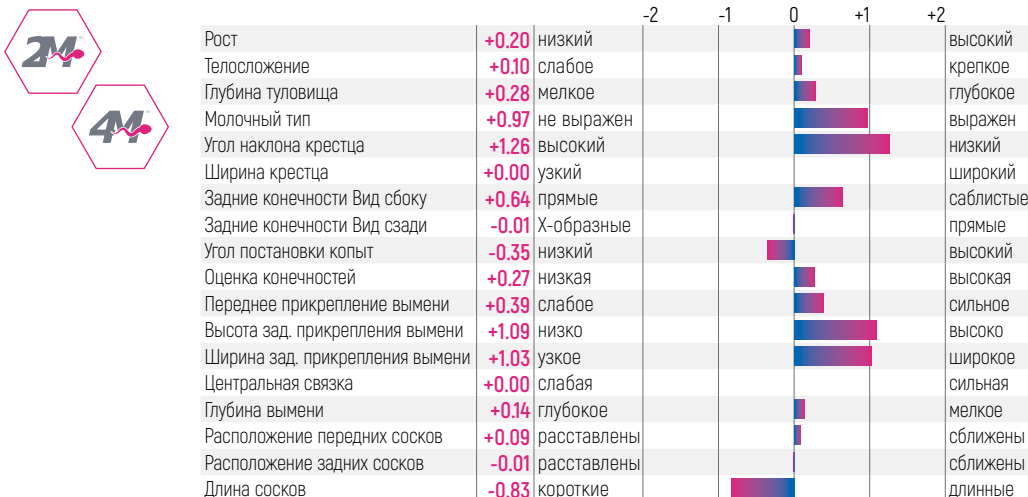 -2 -1 0 +1 +2
2M
4M
Рост +0.20 низкий высокий
Телосложение +0.10 слабое крепкое
Глубина туловища +0.28 мелкое глубокое
Молочный тип +0.97 не выражен выражен
Угол наклона крестца +1.26 высокий низкий
Ширина крестца +0.00 узкий широкий
Задние конечности Вид сбоку +0.64 прямые саблистые
Задние конечности Вид сзади -0.01 Х-образные прямые
Угол постановки копыт -0.35 низкий высокий
Оценка конечностей +0.27 низкая высокая
Переднее прикрепление вымени +0.39 слабое сильное
Высота зад. прикрепления вымени +1.09 низко высоко
Ширина зад. прикрепления вымени +1.03 узкое широкое
Центральная связка +0.00 слабая сильная
Глубина вымени +0.14 глубокое мелкое
Расположение передних сосков +0.09 расставлены сближены
Расположение задних сосков -0.01 расставлены сближены
Длина сосков -0.83 короткие длинные